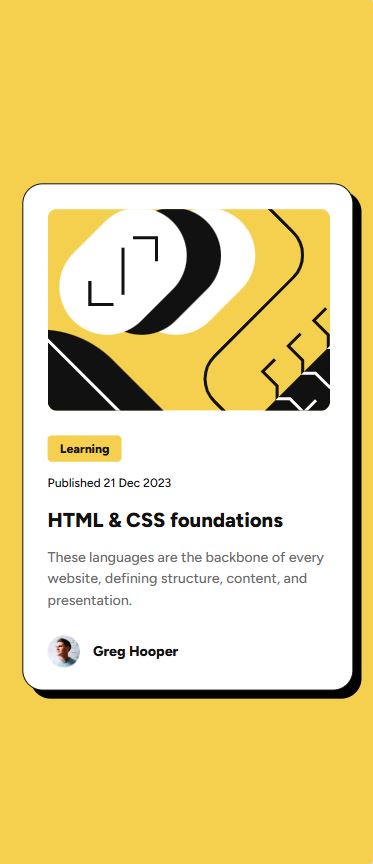 Learning
Published 21 Dec 2023
HTML & CSS foundations
These languages are the backbone of every
website, defining structure, content, and
presentation.
Greg Hooper